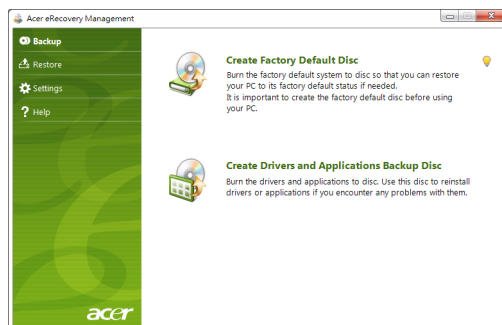 Acer eRecovery Management
Backup
Restore
Settings
? Help
Create Factory Default Disc
Burn the factory default system to disc so that you can restore
your PC to its factory default status if needed.
It is important to create the factory default disc before using
your PC.
Create Drivers and Applications Backup Disc
Burn the drivers and applications to disc. Use this disc to reinstall
drivers or applications if you encounter any problems with them.
acer